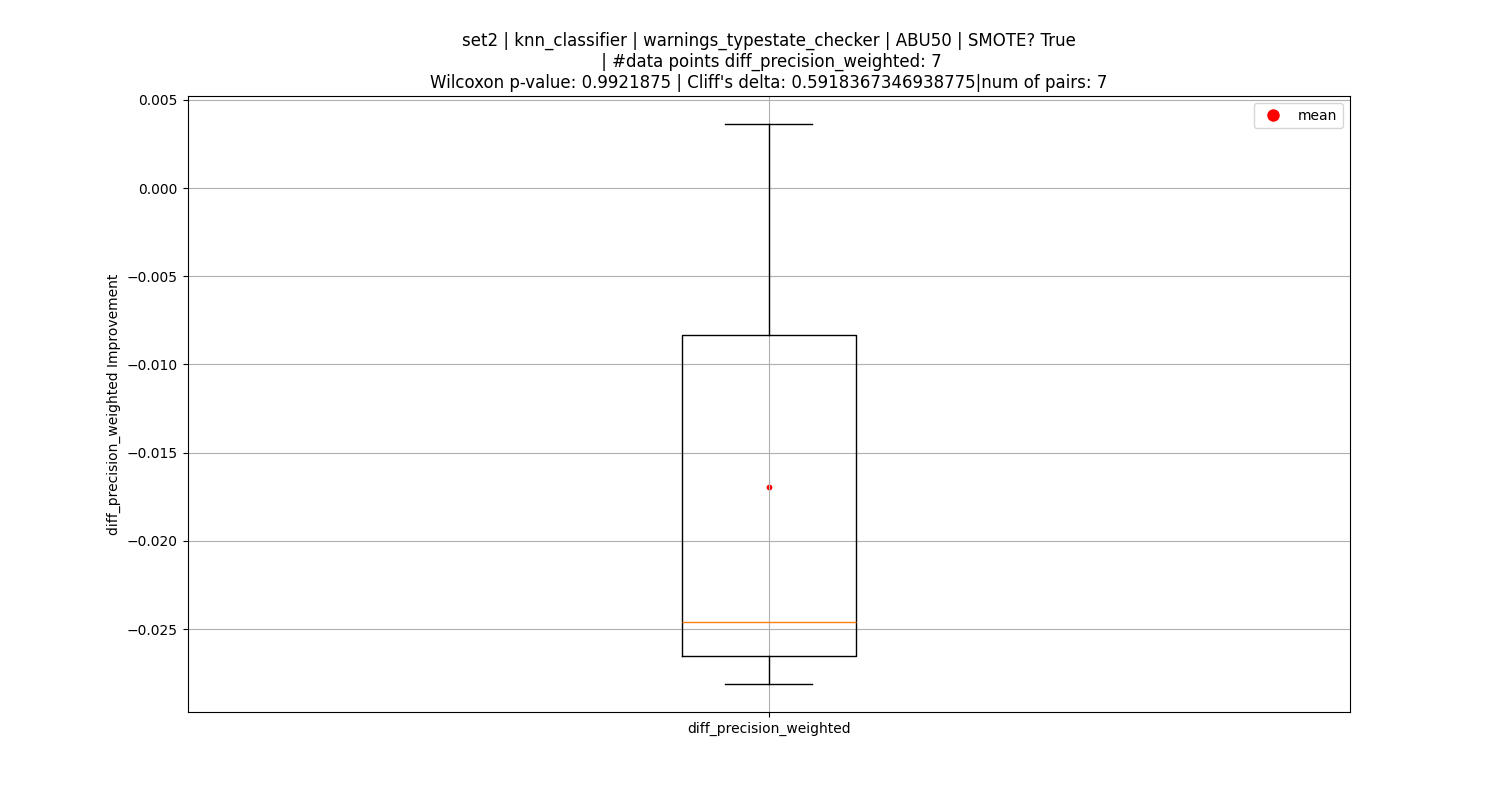 set2 | knn_classifier | warnings_typestate_checker | ABU50 | SMOTE? True
| #data points diff_precision_weighted: 7
Wilcoxon p-value: 0.9921875 | Cliff's delta: 0.5918367346938775|num of pairs: 7
mean
0.005
0.000
−0.005
−0.010
−0.015
−0.020
−0.025
diff_precision_weighted Improvement
diff_precision_weighted